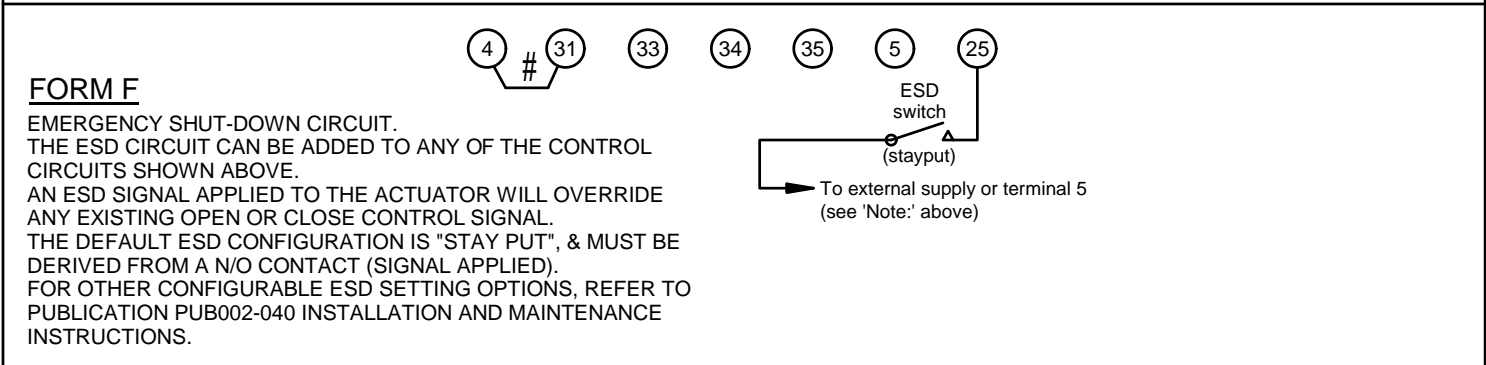 4 # 31 33 34 35 5 25
FORM F
EMERGENCY SHUT-DOWN CIRCUIT.
THE ESD CIRCUIT CAN BE ADDED TO ANY OF THE CONTROL
CIRCUITS SHOWN ABOVE.
AN ESD SIGNAL APPLIED TO THE ACTUATOR WILL OVERRIDE
ANY EXISTING OPEN OR CLOSE CONTROL SIGNAL.
THE DEFAULT ESD CONFIGURATION IS "STAY PUT", & MUST BE
DERIVED FROM A N/O CONTACT (SIGNAL APPLIED).
FOR OTHER CONFIGURABLE ESD SETTING OPTIONS, REFER TO
PUBLICATION PUB002-040 INSTALLATION AND MAINTENANCE
INSTRUCTIONS.
ESD
switch
(stayput)
To external supply or terminal 5
(see 'Note:' above)